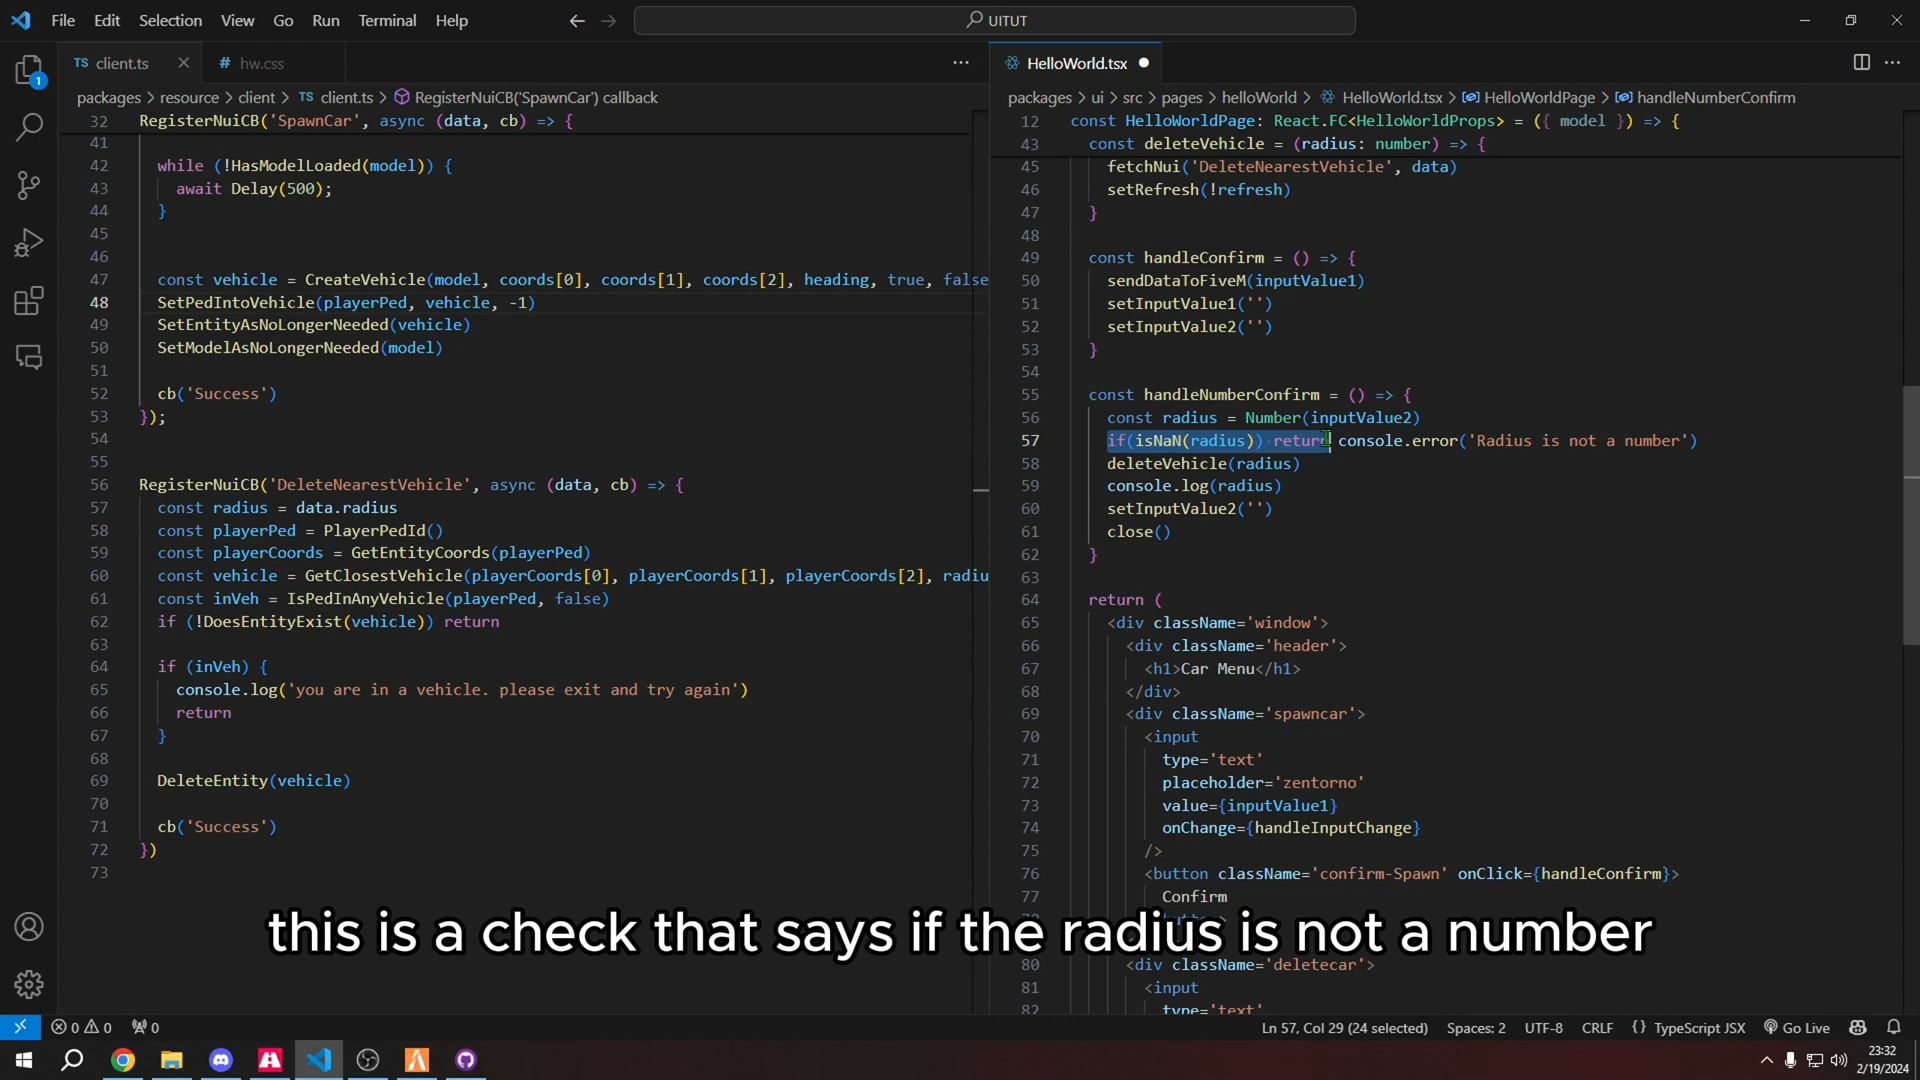 File Edit Selection View Go Run Terminal Help
UITUT
TS client.ts
# hw.css
packages > resource > client > TS client.ts > RegisterNuiCB('SpawnCar') callback
32 RegisterNuiCB('SpawnCar', async (data, cb) => {
41
42 while (!HasModelLoaded(model)) {
43 await Delay(500);
44 }
45
46
47 const vehicle = CreateVehicle(model, coords[0], coords[1], coords[2], heading, true, false
48 SetPedIntoVehicle(playerPed, vehicle, -1)
49 SetEntityAsNoLongerNeeded(vehicle)
50 SetModelAsNoLongerNeeded(model)
51
52 cb('Success')
53 });
54
55
56 RegisterNuiCB('DeleteNearestVehicle', async (data, cb) => {
57 const radius = data.radius
58 const playerPed = PlayerPedId()
59 const playerCoords = GetEntityCoords(playerPed)
60 const vehicle = GetClosestVehicle(playerCoords[0], playerCoords[1], playerCoords[2], radiu
61 const inVeh = IsPedInAnyVehicle(playerPed, false)
62 if (!DoesEntityExist(vehicle)) return
63
64 if (inVeh) {
65 console.log('you are in a vehicle. please exit and try again')
66 return
67 }
68
69 DeleteEntity(vehicle)
70
71 cb('Success')
72 })
73
HelloWorld.tsx
packages > ui > src > pages > helloWorld > HelloWorld.tsx > HelloWorldPage > handleNumberConfirm
12 const HelloWorldPage: React.FC<HelloWorldProps> = ({ model }) => {
43 const deleteVehicle = (radius: number) => {
45 fetchNui('DeleteNearestVehicle', data)
46 setRefresh(!refresh)
47 }
48
49 const handleConfirm = () => {
50 sendDataToFiveM(inputValue1)
51 setInputValue1('')
52 setInputValue2('')
53 }
54
55 const handleNumberConfirm = () => {
56 const radius = Number(inputValue2)
57 if(isNaN(radius)) return console.error('Radius is not a number')
58 deleteVehicle(radius)
59 console.log(radius)
60 setInputValue2('')
61 close()
62 }
63
64 return (
65 <div className='window'>
66 <div className='header'>
67 <h1>Car Menu</h1>
68 </div>
69 <div className='spawncar'>
70 <input
71 type='text'
72 placeholder='zentorno'
73 value={inputValue1}
74 onChange={handleInputChange}
75 />
76 <button className='confirm-Spawn' onClick={handleConfirm}>
77 Confirm
80 <div className='deletecar'>
81 <input
82 type='text'
this is a check that says if the radius is not a number
0 0 0
Ln 57, Col 29 (24 selected) Spaces: 2 UTF-8 CRLF {} TypeScript JSX Go Live
23:32
2/19/2024